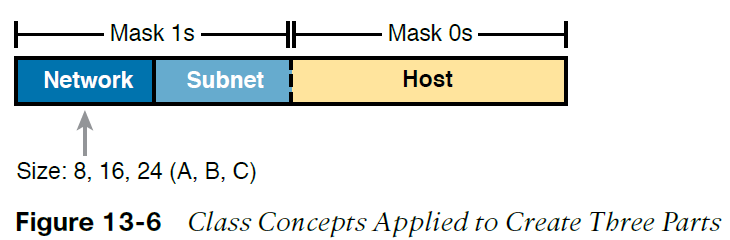 Mask 1s Mask 0s
Network Subnet Host
Size: 8, 16, 24 (A, B, C)
Figure 13-6 Class Concepts Applied to Create Three Parts